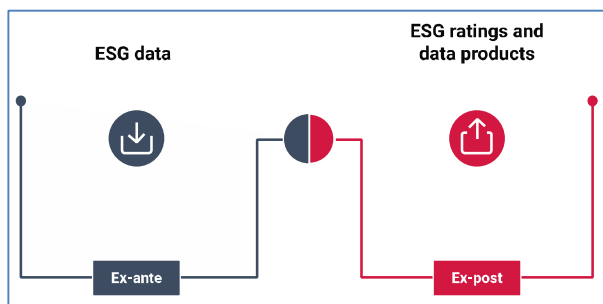 ESG data
ESG ratings and
data products
Ex-ante
Ex-post